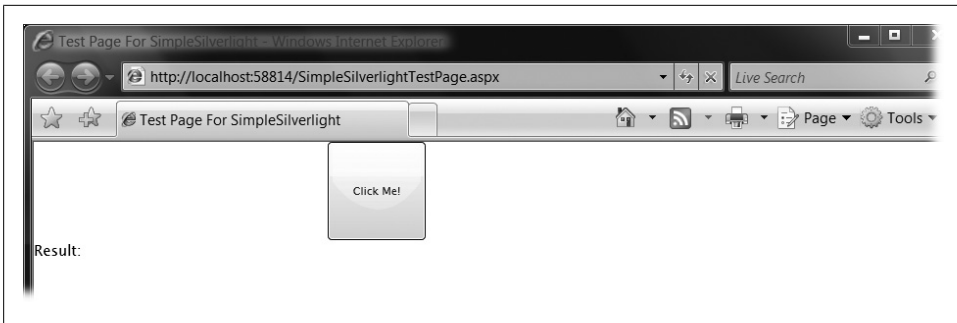 Test Page For SimpleSilverlight - Windows Internet Explorer
http://localhost:58814/SimpleSilverlightTestPage.aspx
Live Search
Test Page For SimpleSilverlight
Page
Tools
Click Me!
Result: